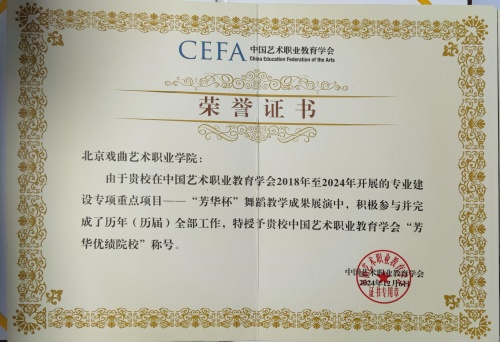 CEFA 中国艺术职业教育学会
China Education Federation of the Arts
荣誉证书
北京戏曲艺术职业学院：
由于贵校在中国艺术职业教育学会2018年至2024年开展的专业建
设专项重点项目——“芳华杯”舞蹈教学成果展演中，积极参与并完
成了历年（历届）全部工作，特授予贵校中国艺术职业教育学会“芳
华优绩院校”称号。
中国艺术职业教育学会
2024年12月6日
证书专用章